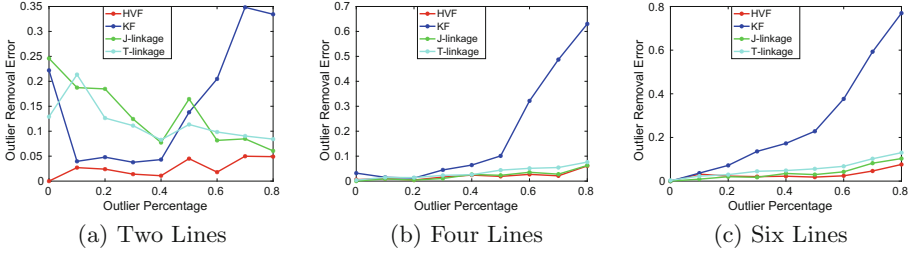 0.35
0.3
0.25
0.2
0.15
0.1
0.05
0
Outlier Removal Error
HVF
KF
J-linkage
T-linkage
0 0.2 0.4 0.6 0.8
Outlier Percentage
(a) Two Lines
0.7
0.6
0.5
0.4
0.3
0.2
0.1
0
Outlier Removal Error
HVF
KF
J-linkage
T-linkage
0 0.2 0.4 0.6 0.8
Outlier Percentage
(b) Four Lines
0.8
0.6
0.4
0.2
0
Outlier Removal Error
HVF
KF
J-linkage
T-linkage
0 0.2 0.4 0.6 0.8
Outlier Percentage
(c) Six Lines